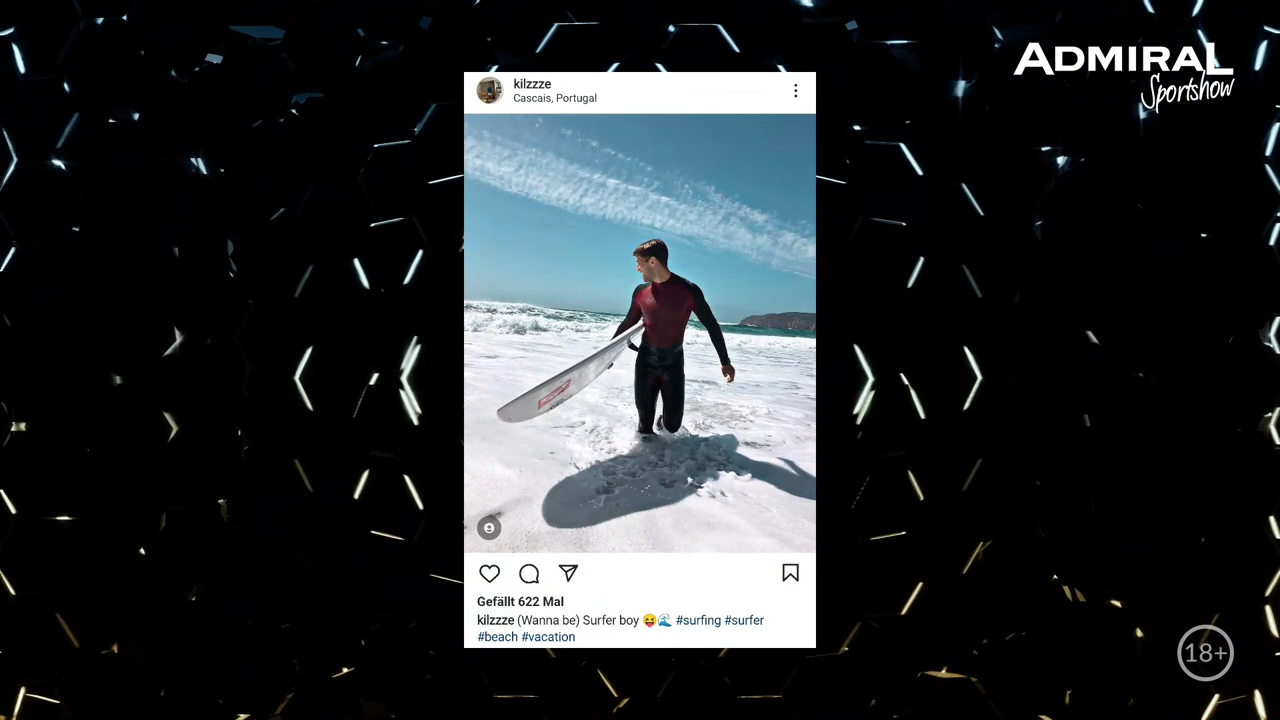 ADMIRAL
Sportshow
kilzzze
Cascais, Portugal
Gefällt 622 Mal
kilzzze (Wanna be) Surfer boy 😝🌊 #surfing #surfer
#beach #vacation
18+